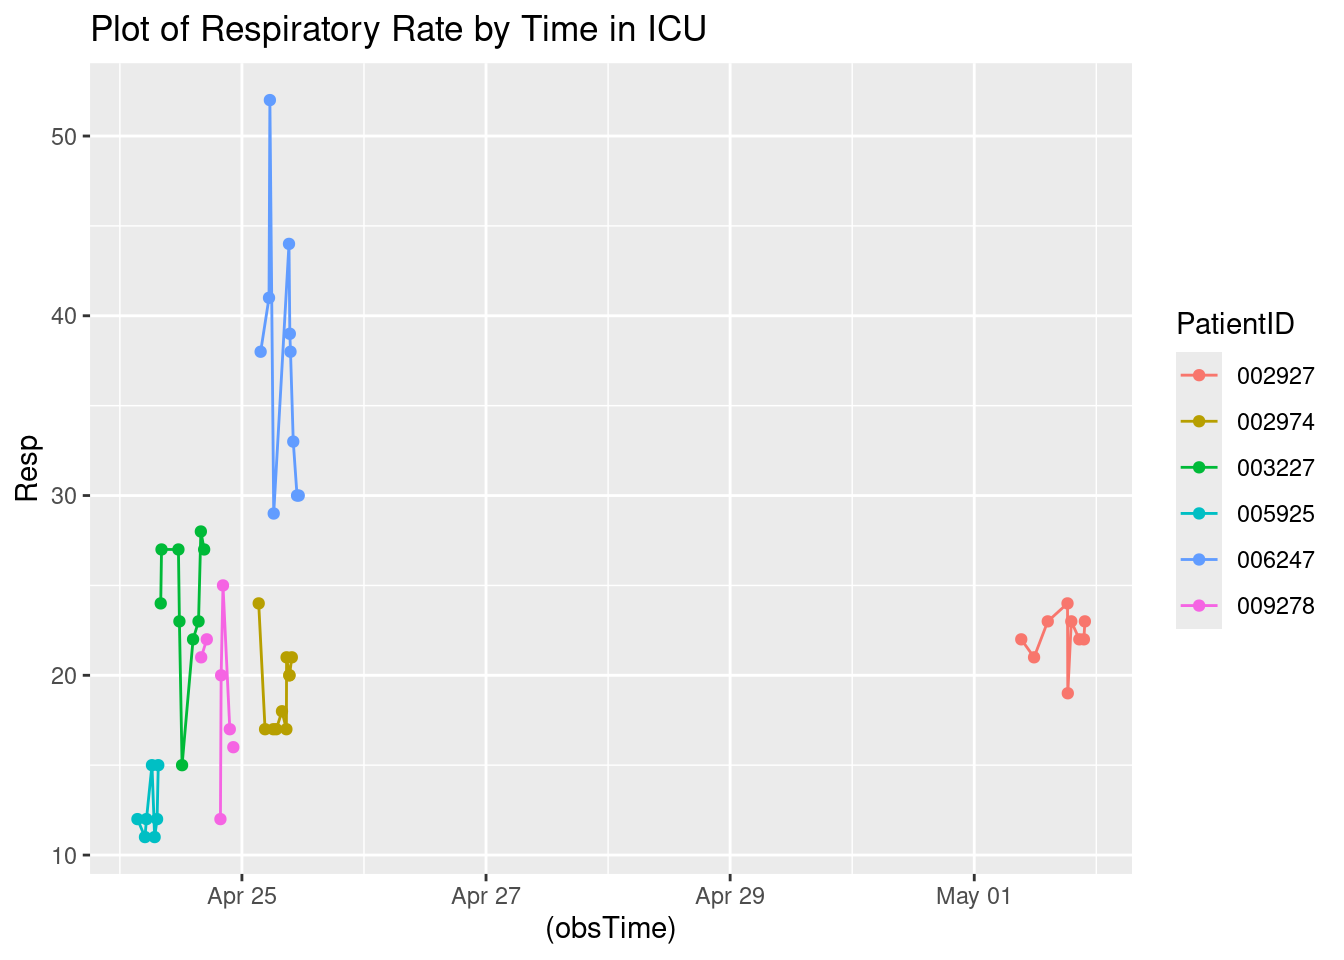 Plot of Respiratory Rate by Time in ICU
50
40
30
20
10
Resp
Apr 25
Apr 27
Apr 29
May 01
(obsTime)
PatientID
002927
002974
003227
005925
006247
009278